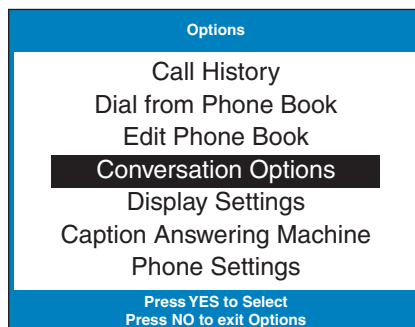 Options
Call History
Dial from Phone Book
Edit Phone Book
Conversation Options
Display Settings
Caption Answering Machine
Phone Settings
Press YES to Select
Press NO to exit Options